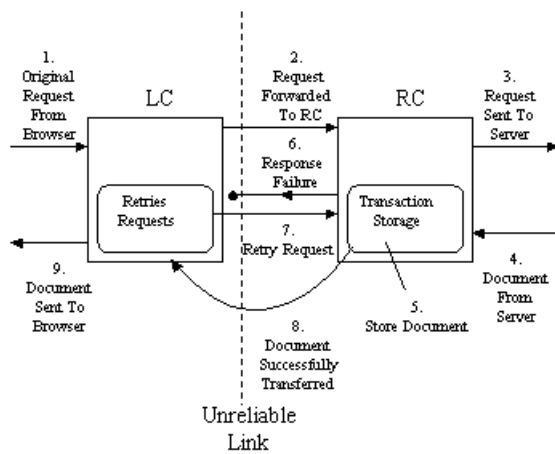 1.
Original
Request
From
Browser
LC
2.
Request
Forwarded
To RC
RC
3.
Request
Sent To
Server
6.
Response
Failure
Retries
Requests
Transaction
Storage
7.
Retry Request
9.
Document
Sent To
Browser
4.
Document
From
Server
5.
Store Document
8.
Document
Successfully
Transferred
Unreliable
Link